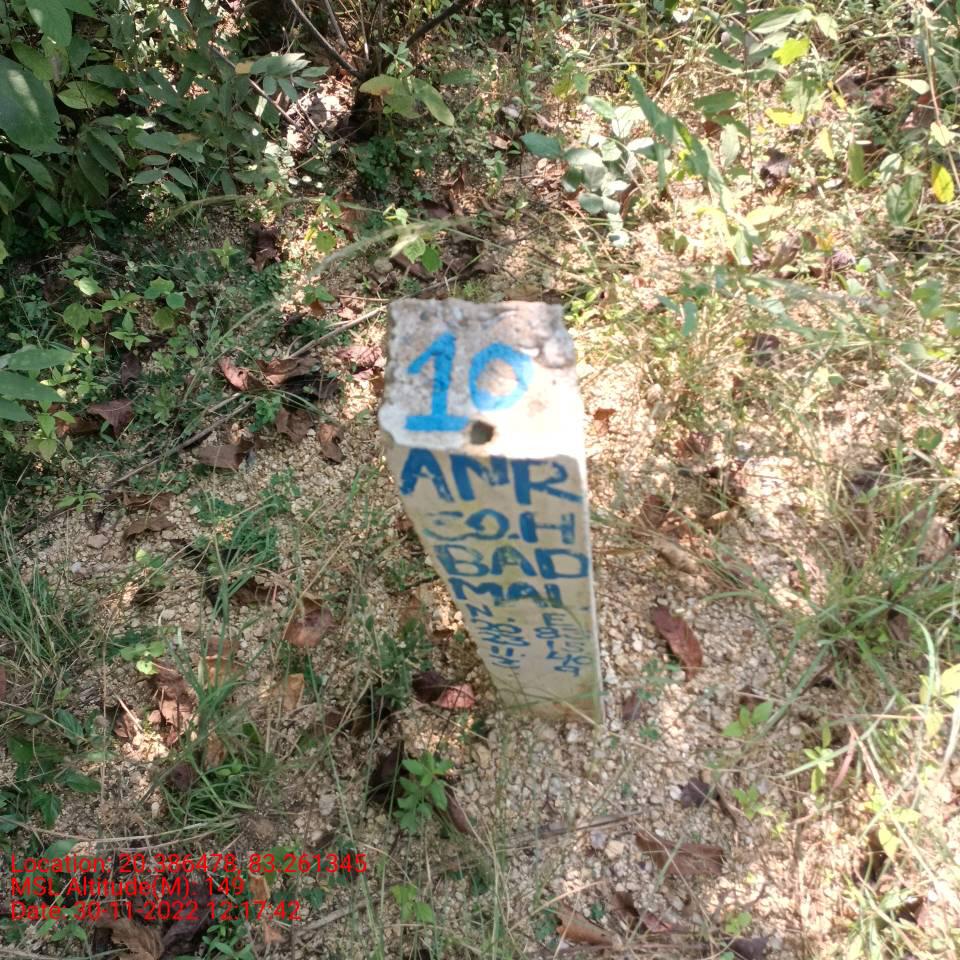 10
ANR
CO.H
BAD
MAL
N. E
Location: 20.386478, 83.261345
MSL Altitude(M). 149
Date: 30-11-2022 12:17:42